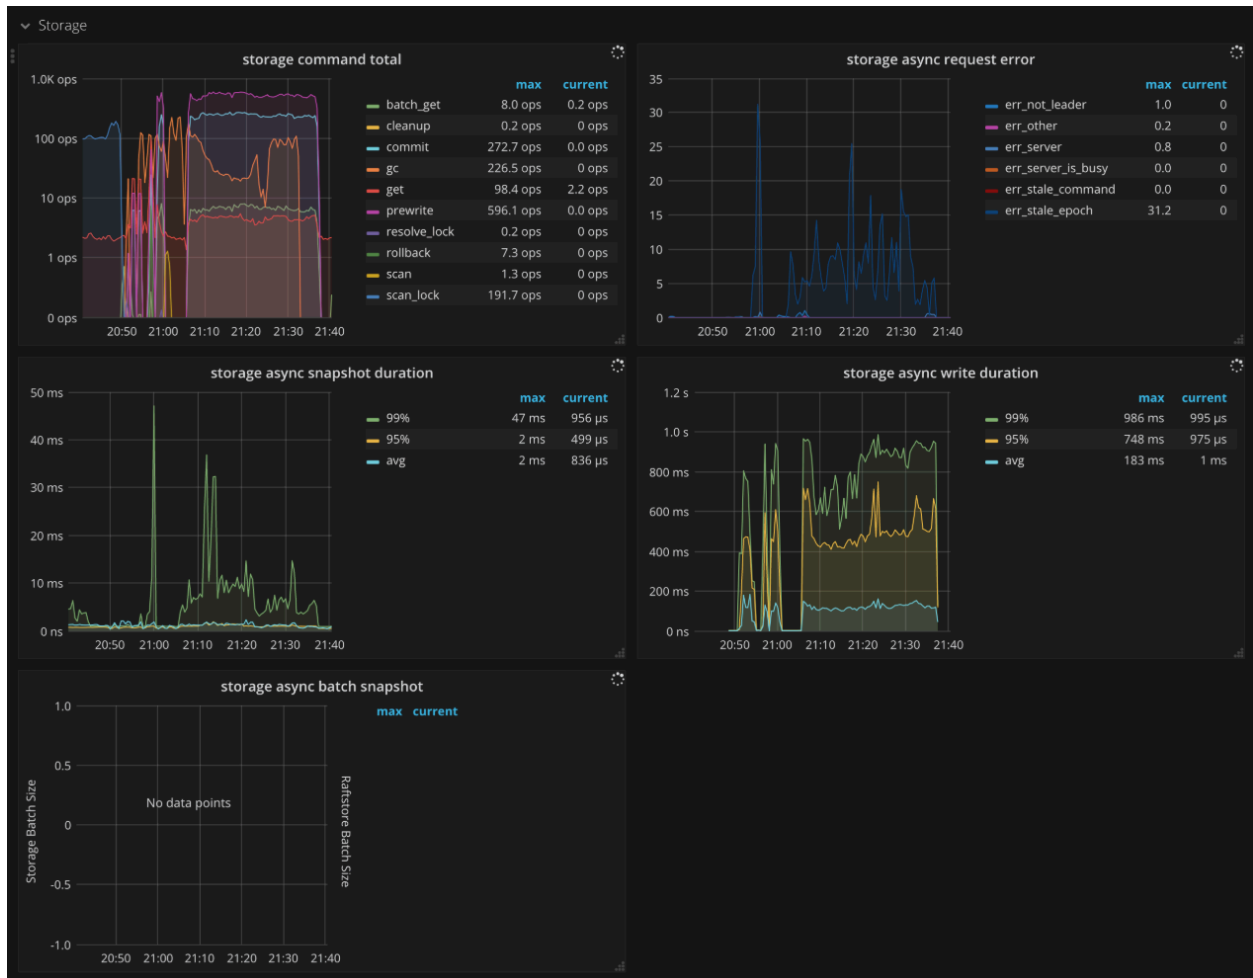 Storage
storage command total
1.0K ops
100 ops
10 ops
1 ops
0 ops
20:50 21:00 21:10 21:20 21:30 21:40
max current
batch_get 8.0 ops 0.2 ops
cleanup 0.2 ops 0 ops
commit 272.7 ops 0.0 ops
gc 226.5 ops 0 ops
get 98.4 ops 2.2 ops
prewrite 596.1 ops 0.0 ops
resolve_lock 0.2 ops 0 ops
rollback 7.3 ops 0 ops
scan 1.3 ops 0 ops
scan_lock 191.7 ops 0 ops
storage async request error
35
30
25
20
15
10
5
0
20:50 21:00 21:10 21:20 21:30 21:40
max current
err_not_leader 1.0 0
err_other 0.2 0
err_server 0.8 0
err_server_is_busy 0.0 0
err_stale_command 0.0 0
err_stale_epoch 31.2 0
storage async snapshot duration
50 ms
40 ms
30 ms
20 ms
10 ms
0 ns
20:50 21:00 21:10 21:20 21:30 21:40
max current
99% 47 ms 956 µs
95% 2 ms 499 µs
avg 2 ms 836 µs
storage async write duration
1.2 s
1.0 s
800 ms
600 ms
400 ms
200 ms
0 ns
20:50 21:00 21:10 21:20 21:30 21:40
max current
99% 986 ms 995 µs
95% 748 ms 975 µs
avg 183 ms 1 ms
storage async batch snapshot
1.0
0.5
0
-0.5
-1.0
Storage Batch Size
No data points
Raftstore Batch Size
20:50 21:00 21:10 21:20 21:30 21:40
max current